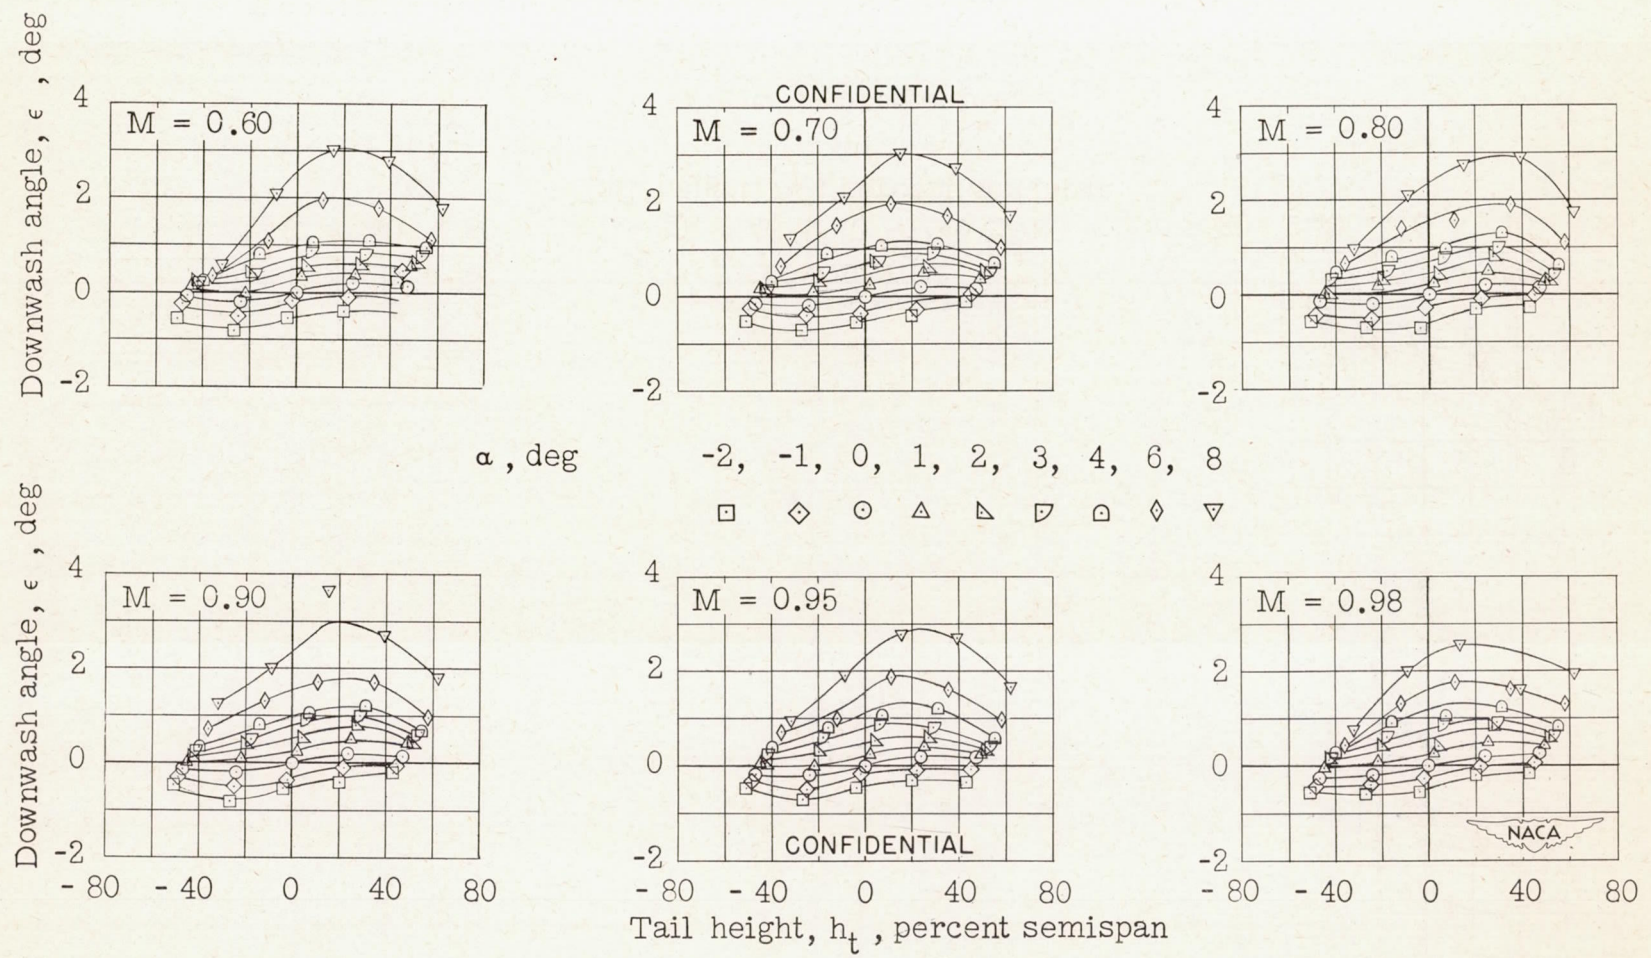 CONFIDENTIAL
Downwash angle, ϵ , deg
4
2
0
-2
M = 0.60
4
2
0
-2
M = 0.70
4
2
0
-2
M = 0.80
α , deg -2, -1, 0, 1, 2, 3, 4, 6, 8
Downwash angle, ϵ , deg
4
2
0
-2
M = 0.90
4
2
0
-2
M = 0.95
4
2
0
-2
M = 0.98
NACA
CONFIDENTIAL
-80 -40 0 40 80 -80 -40 0 40 80 -80 -40 0 40 80
Tail height, ht , percent semispan